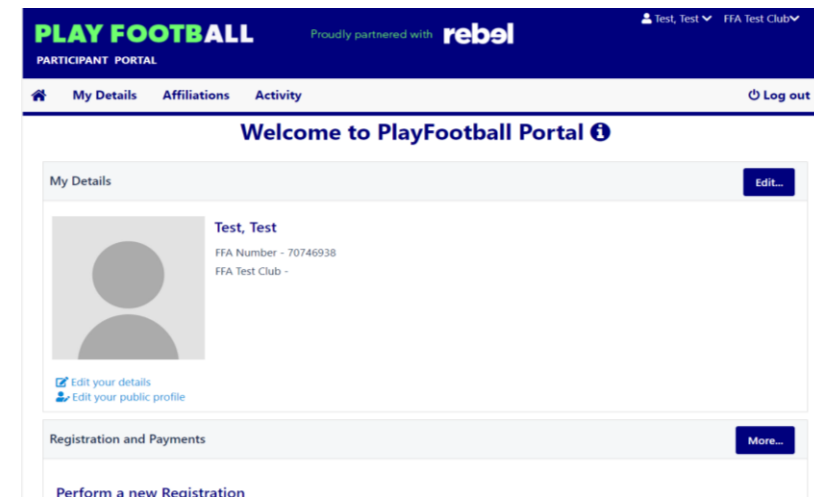 PLAY FOOTBALL Proudly partnered with rebel Test, Test FFA Test Club
PARTICIPANT PORTAL
My Details Affiliations Activity Log out
Welcome to PlayFootball Portal
My Details Edit...
Test, Test
FFA Number - 70746938
FFA Test Club -
Edit your details
Edit your public profile
Registration and Payments More...
Perform a new Registration